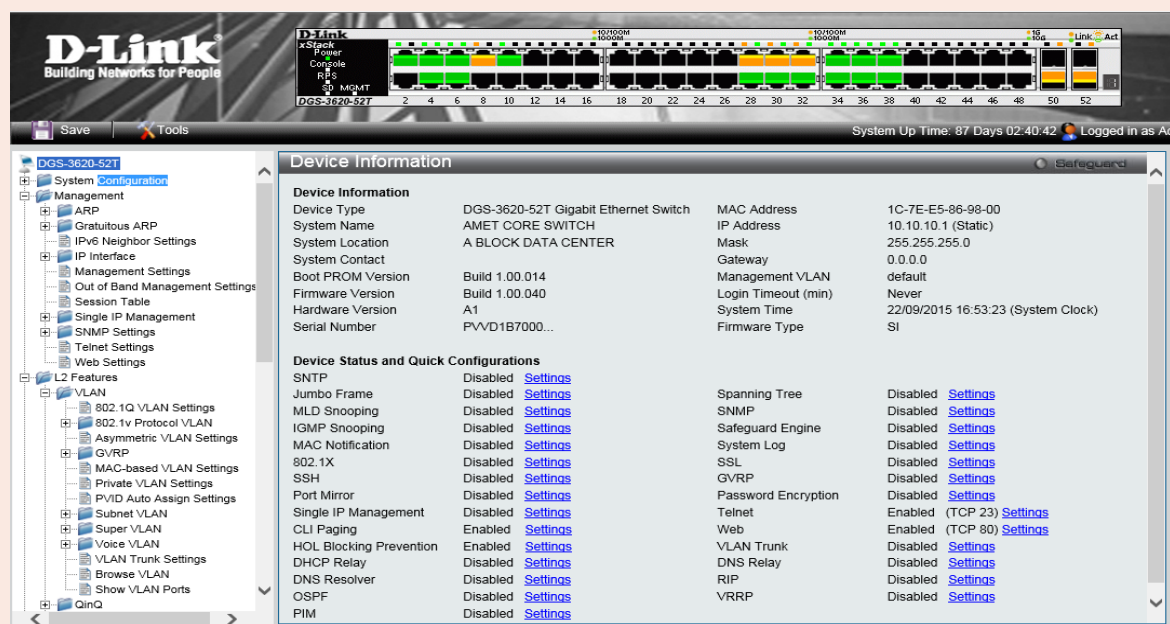 D-Link
Building Networks for People
D-Link
xStack
Power
Console
RPS
SD MGMT
DGS-3620-52T
10/100M
1000M
10/100M
1000M
1G
10G
Link
Act
2 4 6 8 10 12 14 16 18 20 22 24 26 28 30 32 34 36 38 40 42 44 46 48 50 52
Save
Tools
System Up Time: 87 Days 02:40:42
Logged in as Ac
DGS-3620-52T
System Configuration
Management
ARP
Gratuitous ARP
IPv6 Neighbor Settings
IP Interface
Management Settings
Out of Band Management Settings
Session Table
Single IP Management
SNMP Settings
Telnet Settings
Web Settings
L2 Features
VLAN
802.1Q VLAN Settings
802.1v Protocol VLAN
Asymmetric VLAN Settings
GVRP
MAC-based VLAN Settings
Private VLAN Settings
PVID Auto Assign Settings
Subnet VLAN
Super VLAN
Voice VLAN
VLAN Trunk Settings
Browse VLAN
Show VLAN Ports
QinQ
Device Information
Safeguard
Device Information
Device Type DGS-3620-52T Gigabit Ethernet Switch MAC Address 1C-7E-E5-86-98-00
System Name AMET CORE SWITCH IP Address 10.10.10.1 (Static)
System Location A BLOCK DATA CENTER Mask 255.255.255.0
System Contact Gateway 0.0.0.0
Boot PROM Version Build 1.00.014 Management VLAN default
Firmware Version Build 1.00.040 Login Timeout (min) Never
Hardware Version A1 System Time 22/09/2015 16:53:23 (System Clock)
Serial Number PVVD1B7000... Firmware Type SI
Device Status and Quick Configurations
SNTP Disabled Settings
Jumbo Frame Disabled Settings Spanning Tree Disabled Settings
MLD Snooping Disabled Settings SNMP Disabled Settings
IGMP Snooping Disabled Settings Safeguard Engine Disabled Settings
MAC Notification Disabled Settings System Log Disabled Settings
802.1X Disabled Settings SSL Disabled Settings
SSH Disabled Settings GVRP Disabled Settings
Port Mirror Disabled Settings Password Encryption Disabled Settings
Single IP Management Disabled Settings Telnet Enabled (TCP 23) Settings
CLI Paging Enabled Settings Web Enabled (TCP 80) Settings
HOL Blocking Prevention Enabled Settings VLAN Trunk Disabled Settings
DHCP Relay Disabled Settings DNS Relay Disabled Settings
DNS Resolver Disabled Settings RIP Disabled Settings
OSPF Disabled Settings VRRP Disabled Settings
PIM Disabled Settings